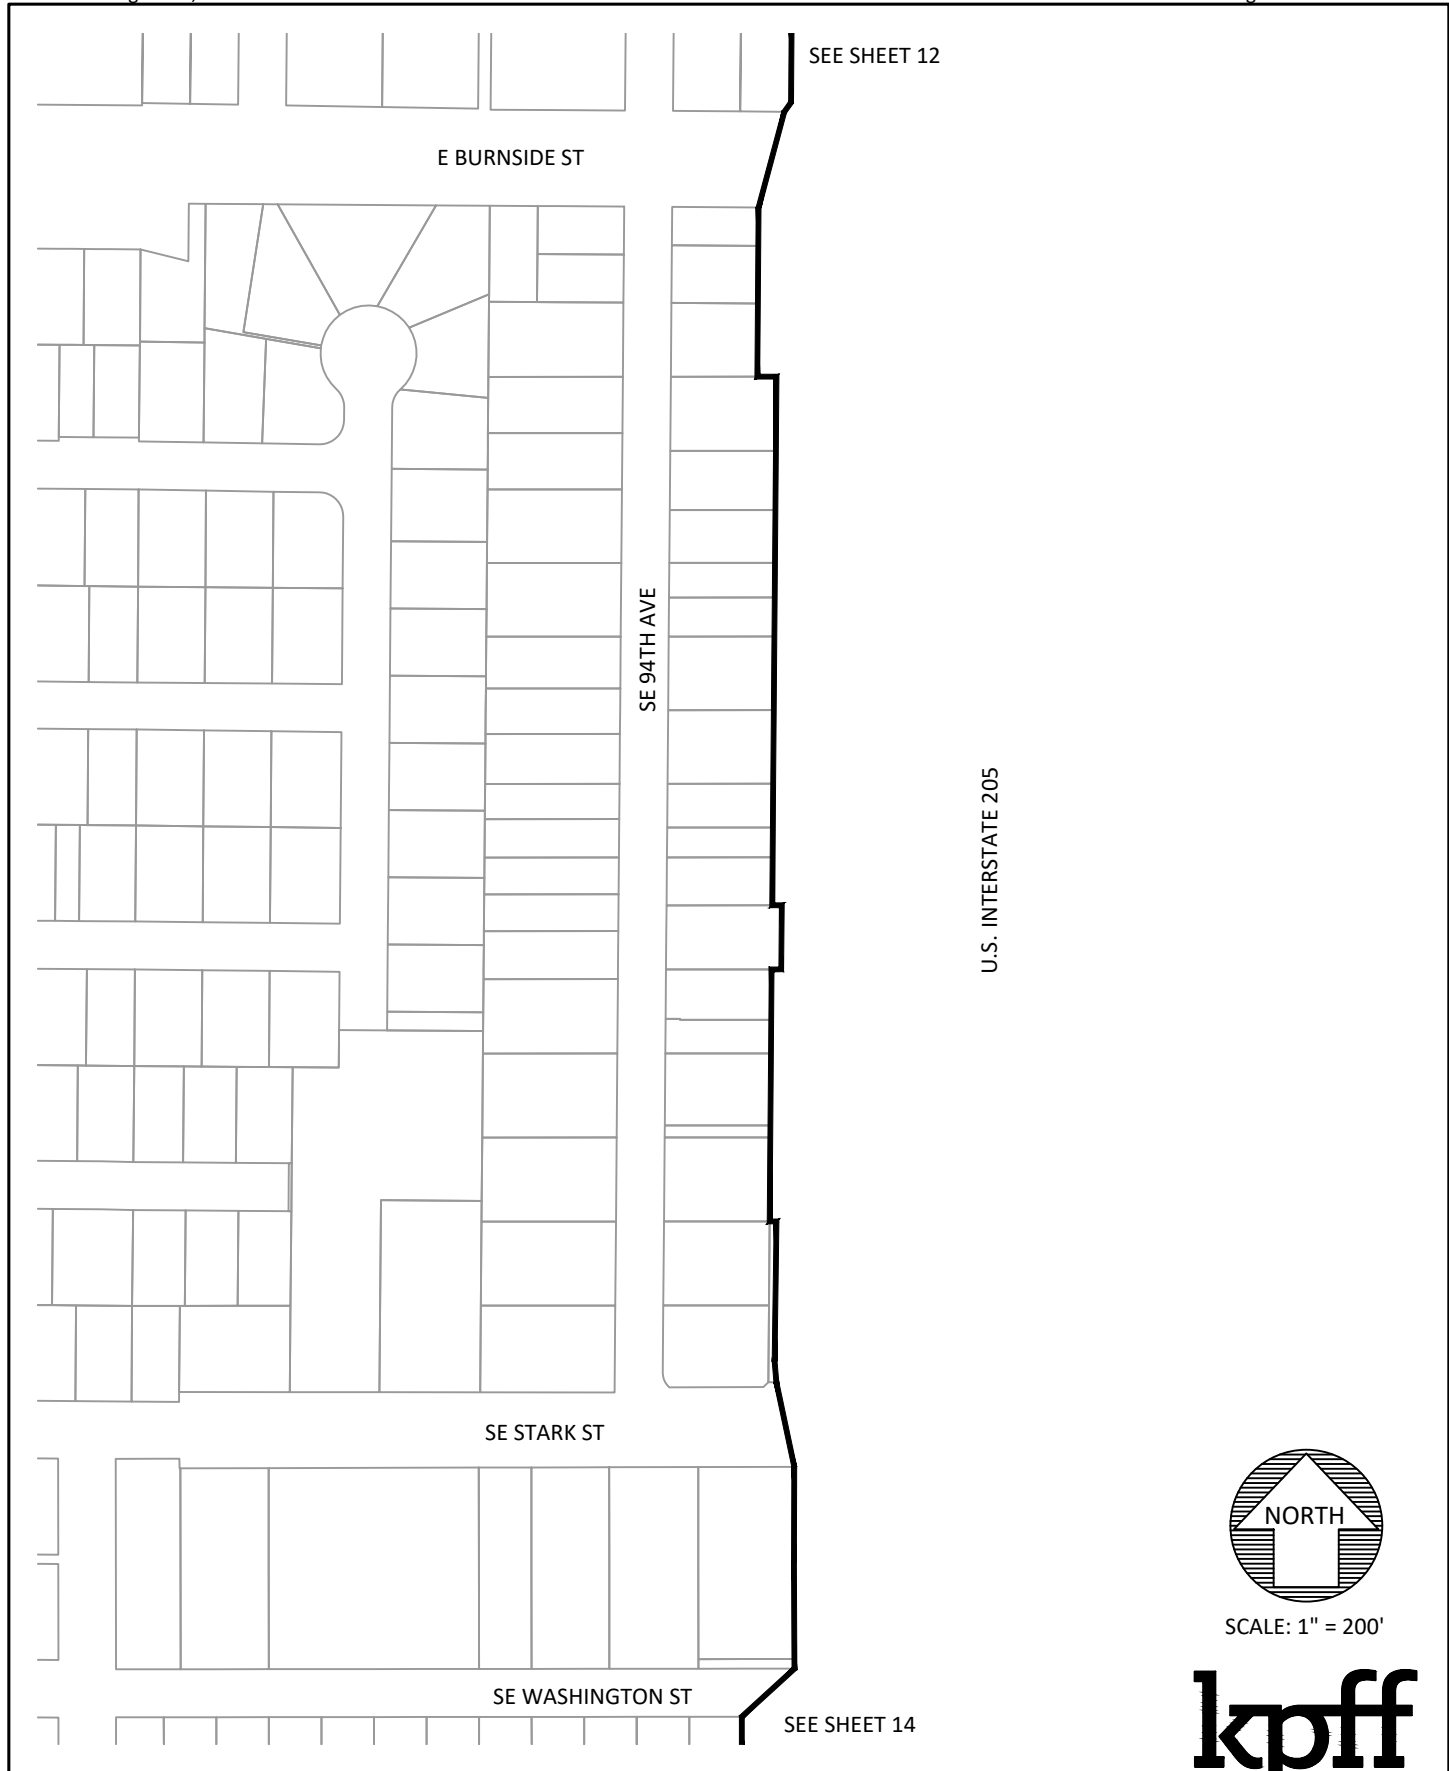 SEE SHEET 12
E BURNSIDE ST
SE 94TH AVE
U.S. INTERSTATE 205
SE STARK ST
NORTH
SCALE: 1" = 200'
kpff
SE WASHINGTON ST
SEE SHEET 14